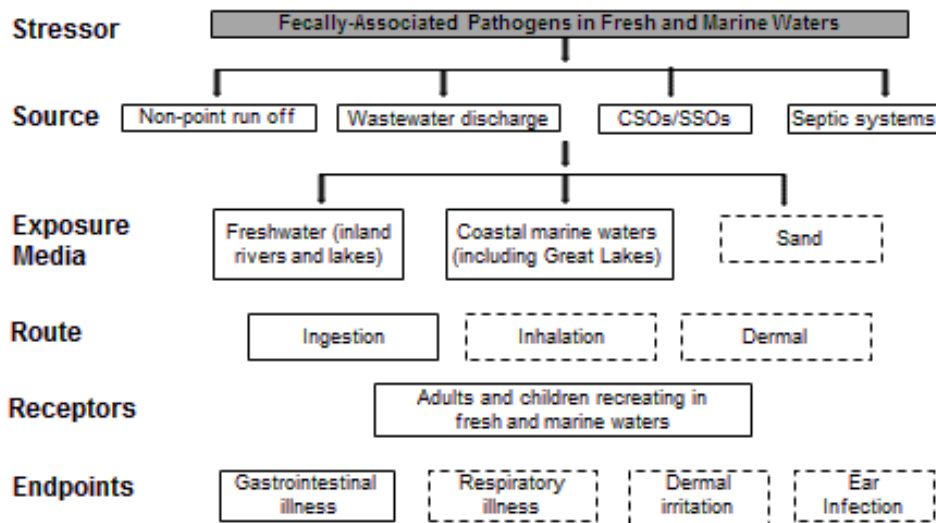 Stressor
Fecally-Associated Pathogens in Fresh and Marine Waters
Source
Non-point run off
Wastewater discharge
CSOs/SSOs
Septic systems
Exposure
Media
Freshwater (inland
rivers and lakes)
Coastal marine waters
(including Great Lakes)
Sand
Route
Ingestion
Inhalation
Dermal
Receptors
Adults and children recreating in
fresh and marine waters
Endpoints
Gastrointestinal
illness
Respiratory
illness
Dermal
irritation
Ear
Infection